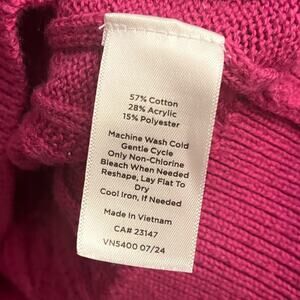 57% Cotton
28% Acrylic
15% Polyester
Machine Wash Cold
Gentle Cycle
Only Non-Chlorine
Bleach When Needed
Reshape, Lay Flat To
Dry
Cool Iron, If Needed
Made In Vietnam
CA# 23147
VN5400 07/24